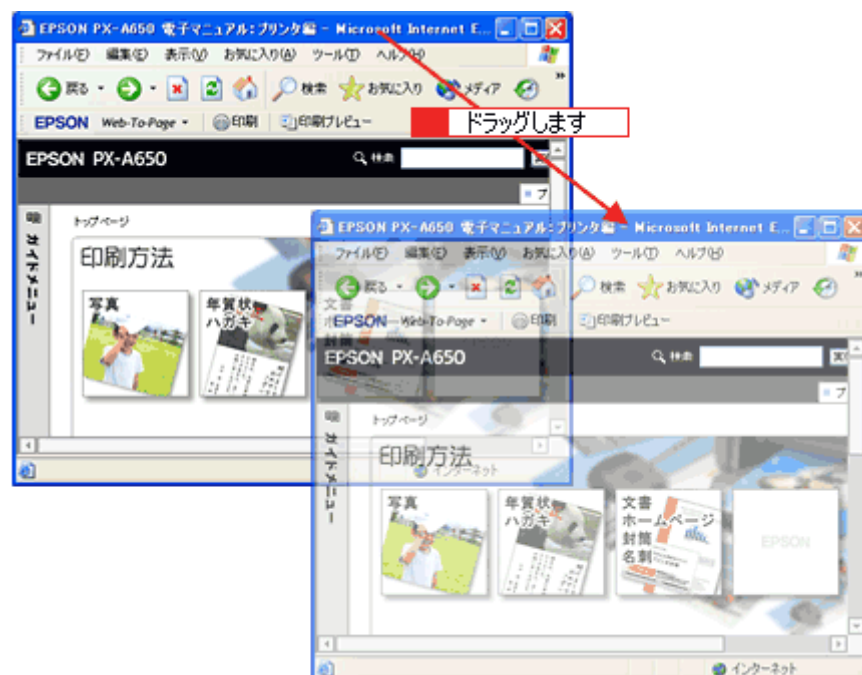 EPSON PX-A650 電子マニュアル:プリンタ編 - Microsoft Internet E...
ファイル(F) 編集(E) 表示(V) お気に入り(A) ツール(T) ヘルプ(H)
戻る 検索 お気に入り メディア
EPSON Web-To-Page 印刷 印刷プレビュー
ドラッグします
EPSON PX-A650 検索
プ
ガイドメニュー
トップページ
印刷方法
写真
年賀状
ハガキ
文書
EPSON PX-A650 電子マニュアル:プリンタ編 - Microsoft Internet E...
ファイル(F) 編集(E) 表示(V) お気に入り(A) ツール(T) ヘルプ(H)
戻る 検索 お気に入り メディア
EPSON Web-To-Page 印刷 印刷プレビュー
EPSON PX-A650 検索
プ
ガイドメニュー
トップページ
印刷方法
インターネット
写真
年賀状
ハガキ
文書
ホームページ
封筒
名刺
EPSON
インターネット